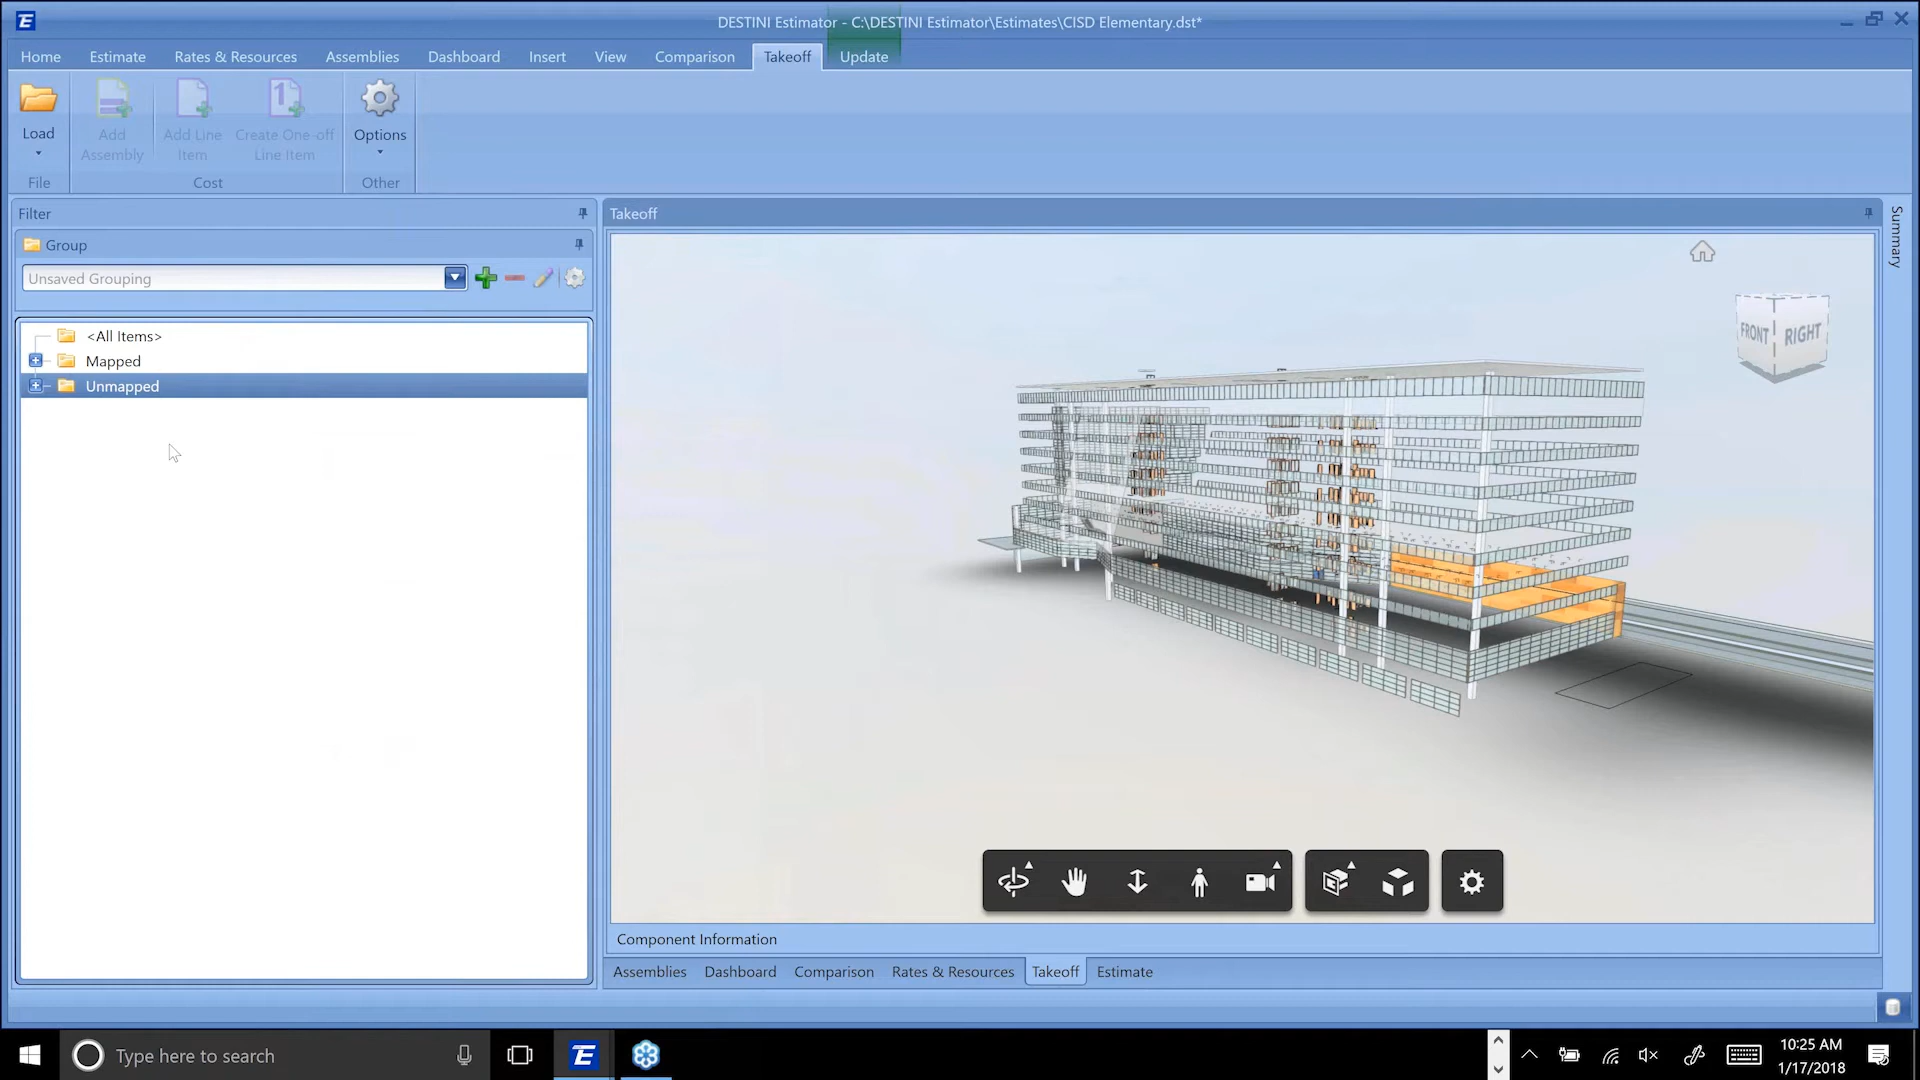 DESTINI Estimator - C:\DESTINI Estimator\Estimates\CISD Elementary.dst*
Home Estimate Rates & Resources Assemblies Dashboard Insert View Comparison Takeoff Update
Load
Add Assembly
Add Line Item
Create One-off Line Item
Options
File Cost Other
Filter
Takeoff
Summary
Group
Unsaved Grouping
<All Items>
Mapped
Unmapped
FRONT RIGHT
Component Information
Assemblies Dashboard Comparison Rates & Resources Takeoff Estimate
Type here to search
10:25 AM
1/17/2018